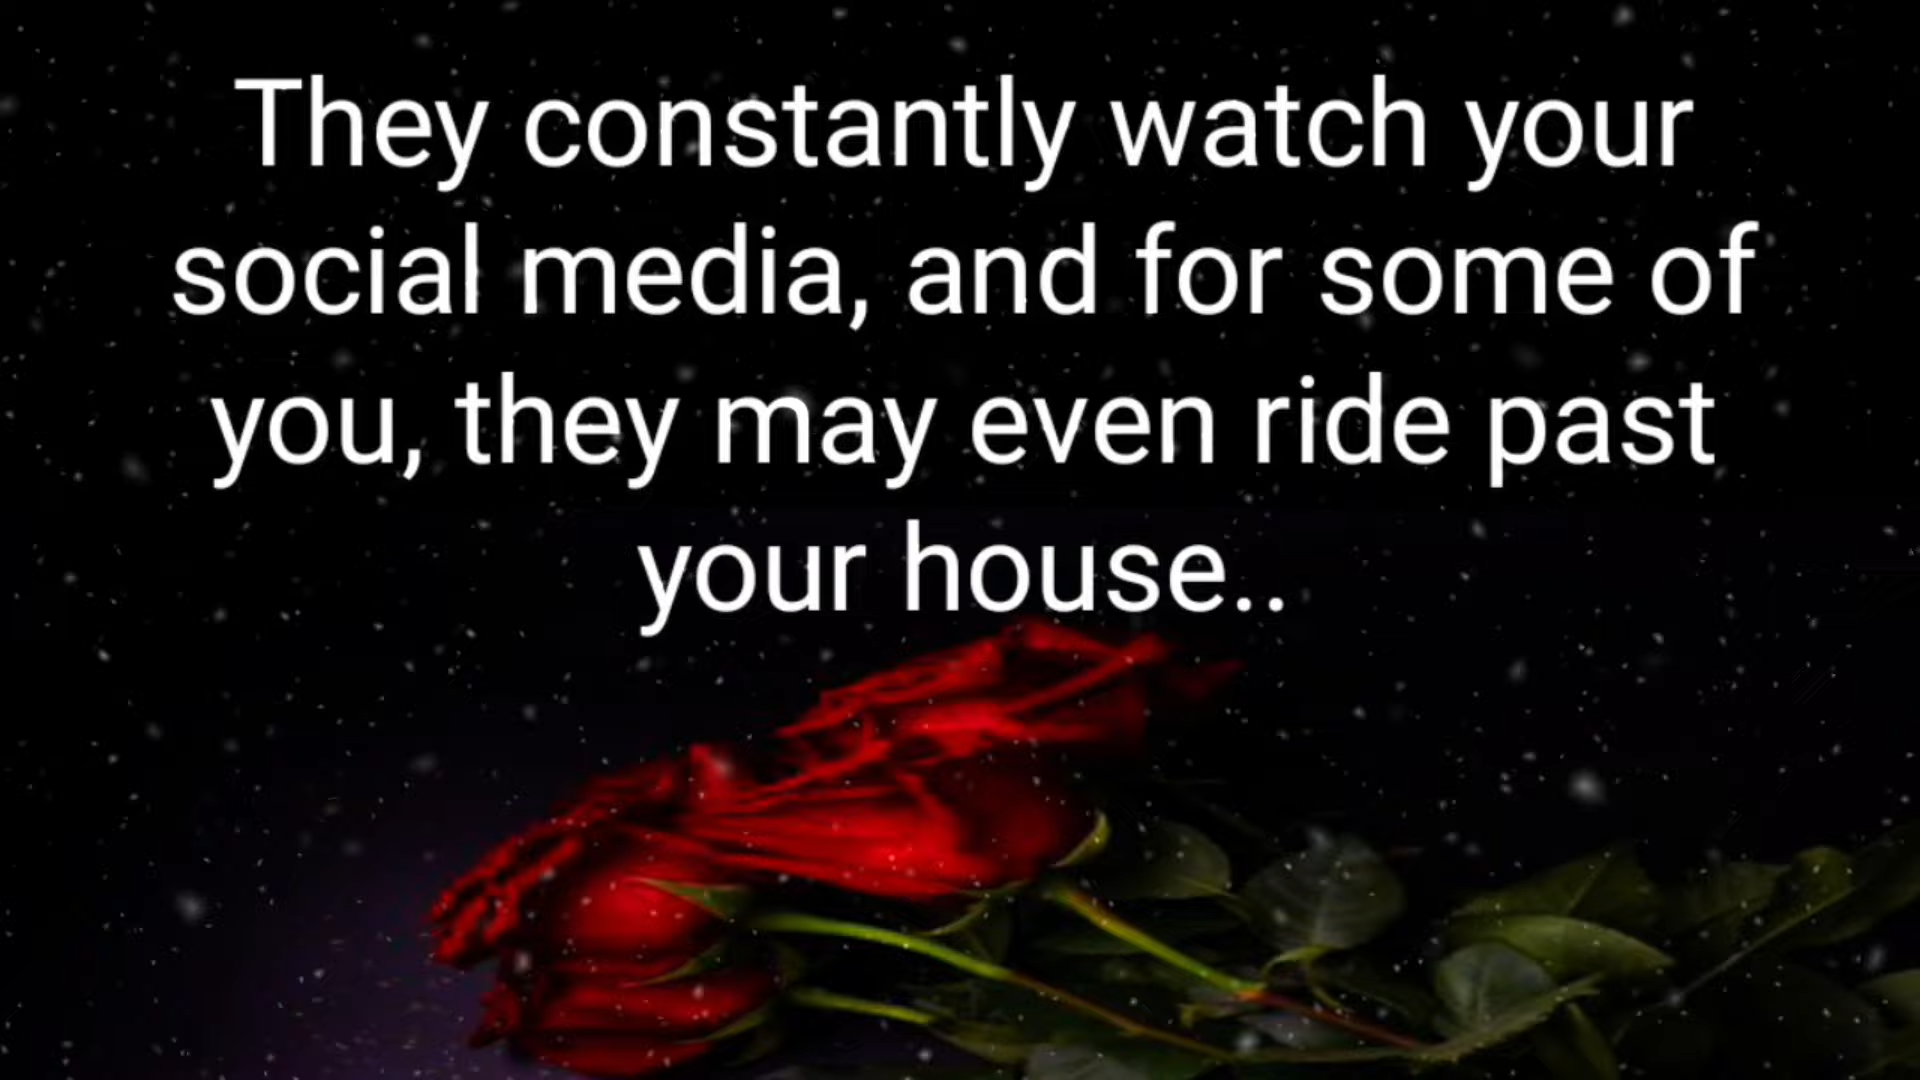 They constantly watch your
social media, and for some of
you, they may even ride past
your house..